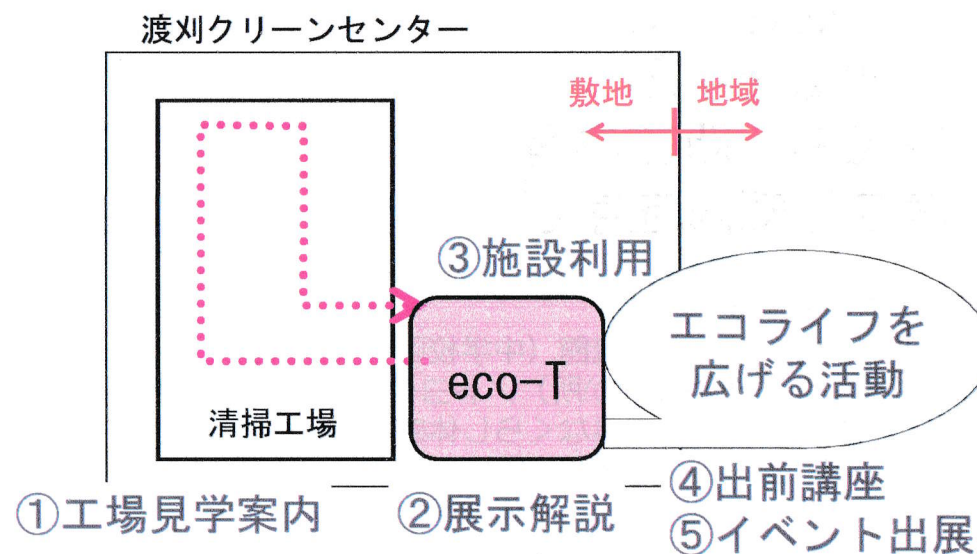 渡刈クリーンセンター
敷地 地域
③施設利用
エコライフを
広げる活動
eco-T
清掃工場
①工場見学案内
②展示解説
④出前講座
⑤イベント出展